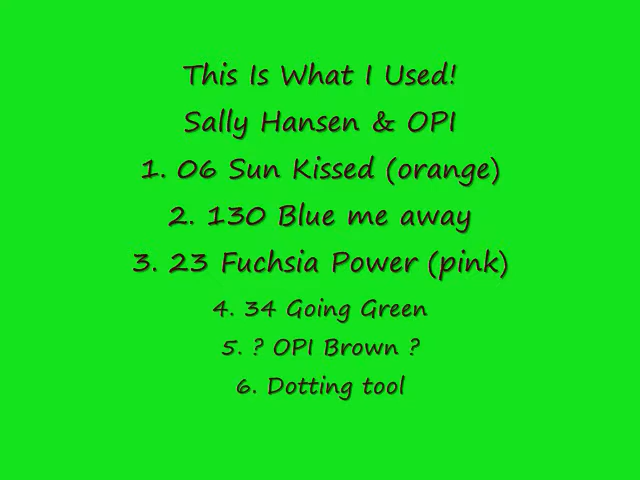 This Is What I Used!
Sally Hansen & OPI
1. 06 Sun Kissed (orange)
2. 130 Blue me away
3. 23 Fuchsia Power (pink)
4. 34 Going Green
5. ? OPI Brown ?
6. Dotting tool